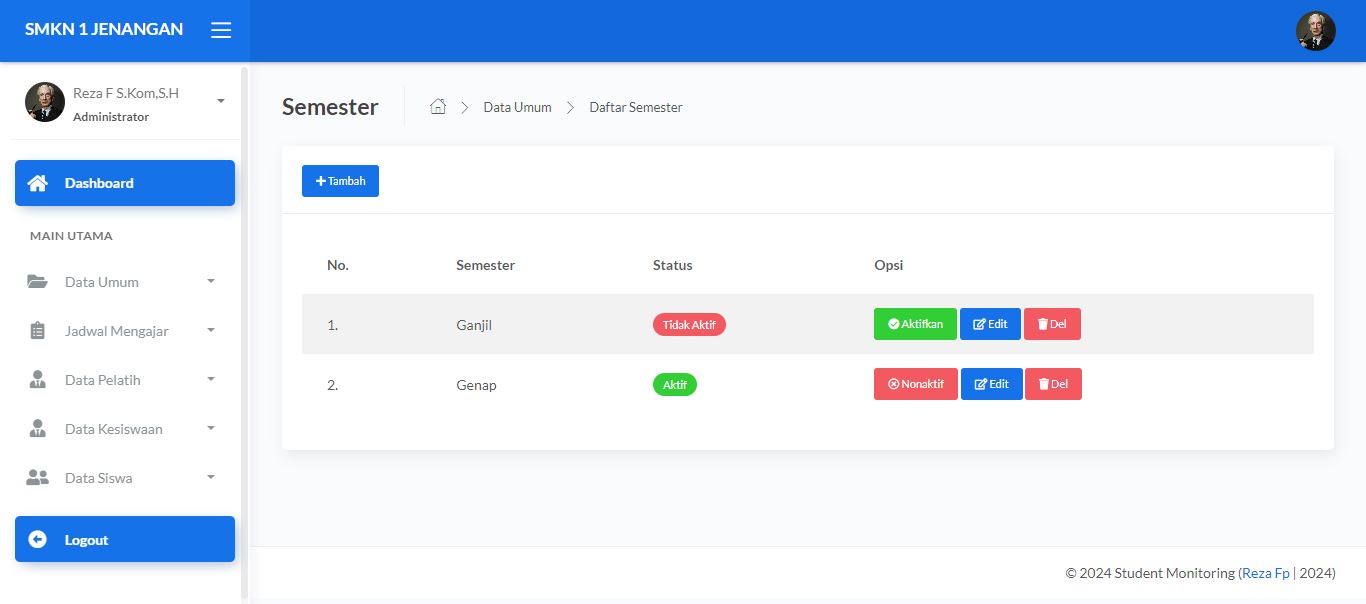 SMKN 1 JENANGAN
Reza F S.Kom,S.H
Administrator
Dashboard
MAIN UTAMA
Data Umum
Jadwal Mengajar
Data Pelatih
Data Kesiswaan
Data Siswa
Logout
Semester
Data Umum
Daftar Semester
Tambah
No. Semester Status Opsi
1. Ganjil Tidak Aktif Aktifkan Edit Del
2. Genap Aktif Nonaktif Edit Del
© 2024 Student Monitoring (Reza Fp | 2024)